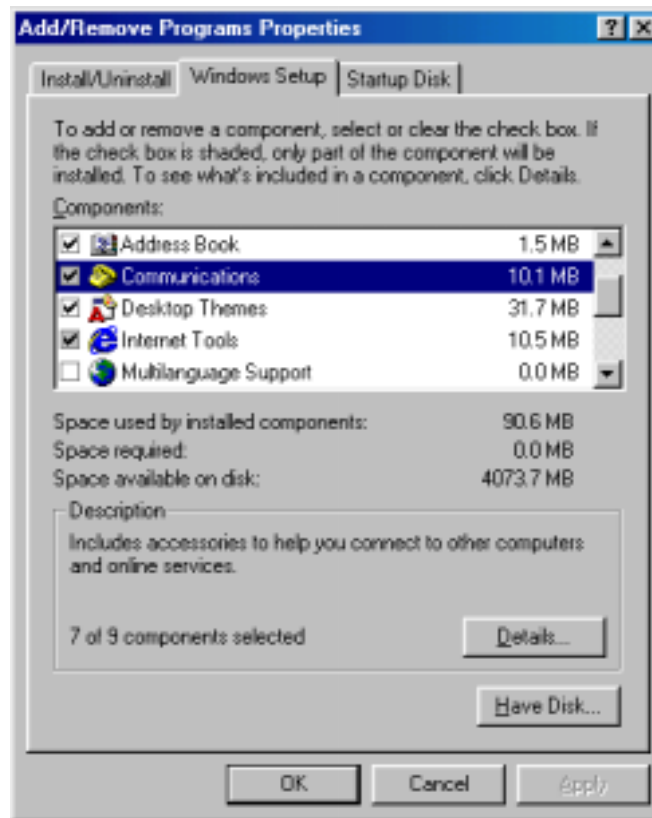 Add/Remove Programs Properties
Install/Uninstall Windows Setup Startup Disk
To add or remove a component, select or clear the check box. If
the check box is shaded, only part of the component will be
installed. To see what's included in a component, click Details.
Components:
Address Book 1.5 MB
Communications 10.1 MB
Desktop Themes 31.7 MB
Internet Tools 10.5 MB
Multilanguage Support 0.0 MB
Space used by installed components: 90.6 MB
Space required: 0.0 MB
Space available on disk: 4073.7 MB
Description
Includes accessories to help you connect to other computers
and online services.
7 of 9 components selected
Details...
Have Disk...
OK Cancel Apply